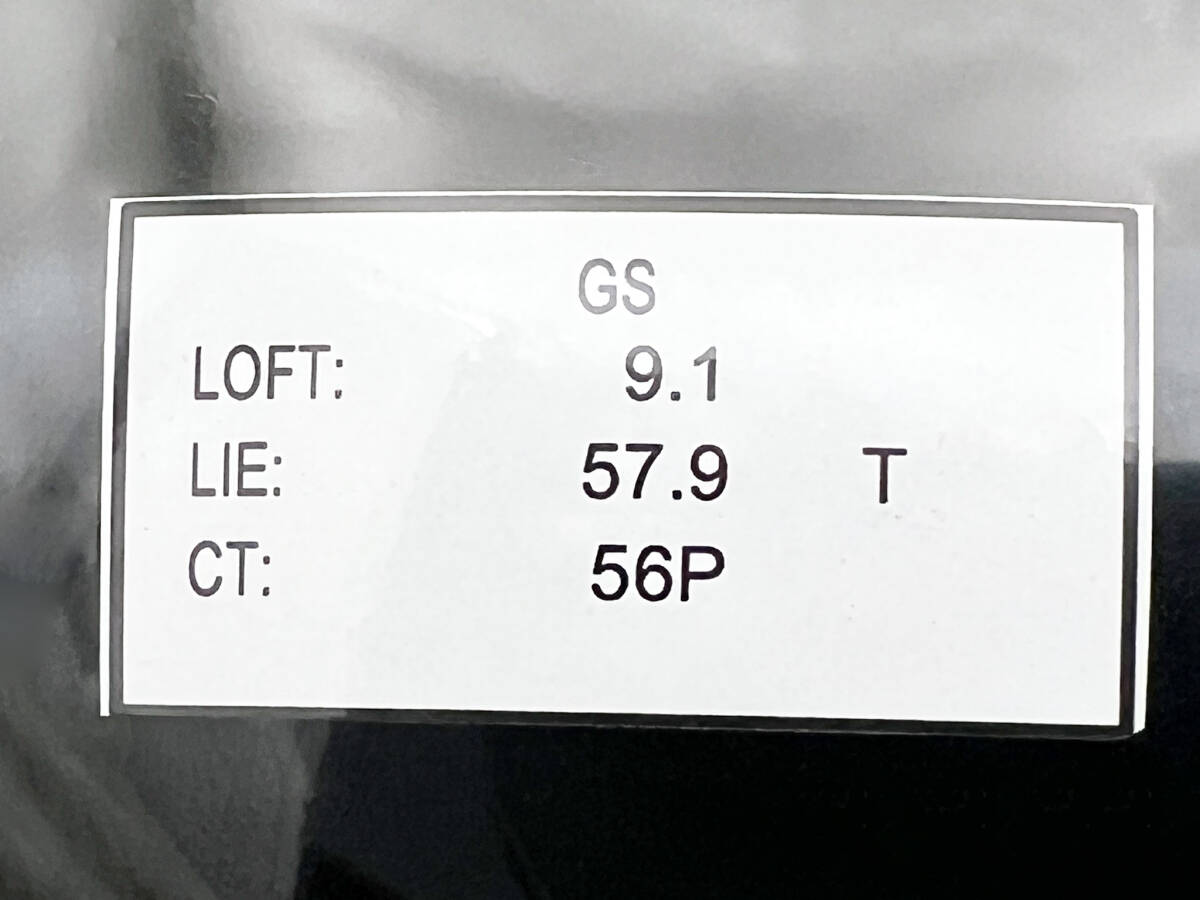 GS
LOFT: 9.1
LIE: 57.9 T
CT: 56P